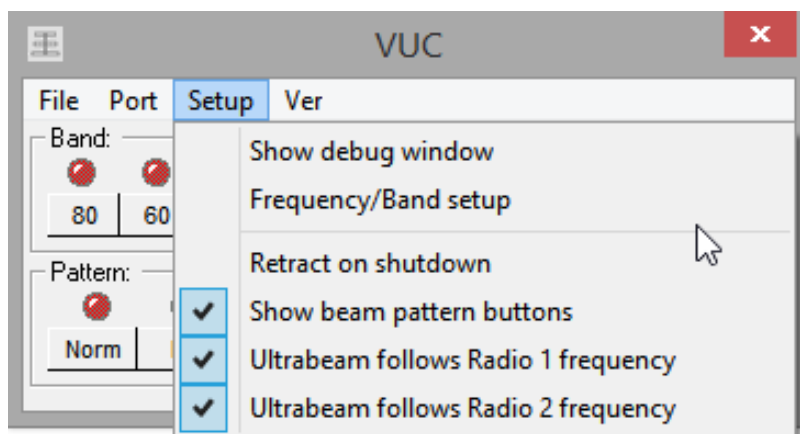 VUC
File Port Setup Ver
Band:
80 60
Pattern:
Norm
Show debug window
Frequency/Band setup
Retract on shutdown
Show beam pattern buttons
Ultrabeam follows Radio 1 frequency
Ultrabeam follows Radio 2 frequency